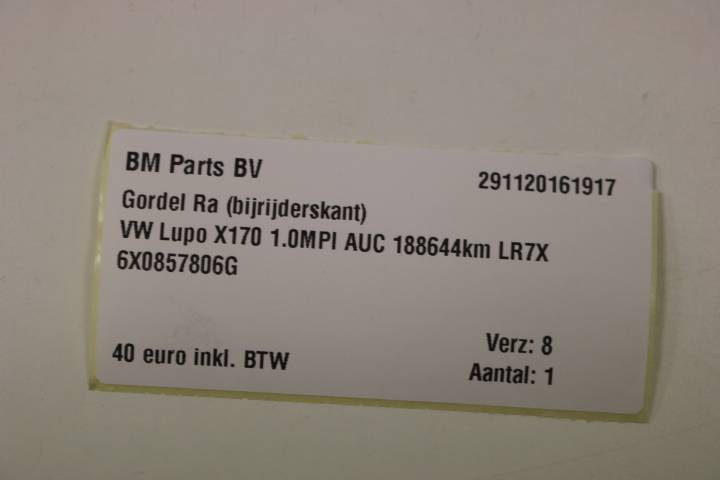 BM Parts BV
291120161917
Gordel Ra (bijrijderskant)
VW Lupo X170 1.0MPI AUC 188644km LR7X
6X0857806G
Verz: 8
40 euro inkl. BTW
Aantal: 1